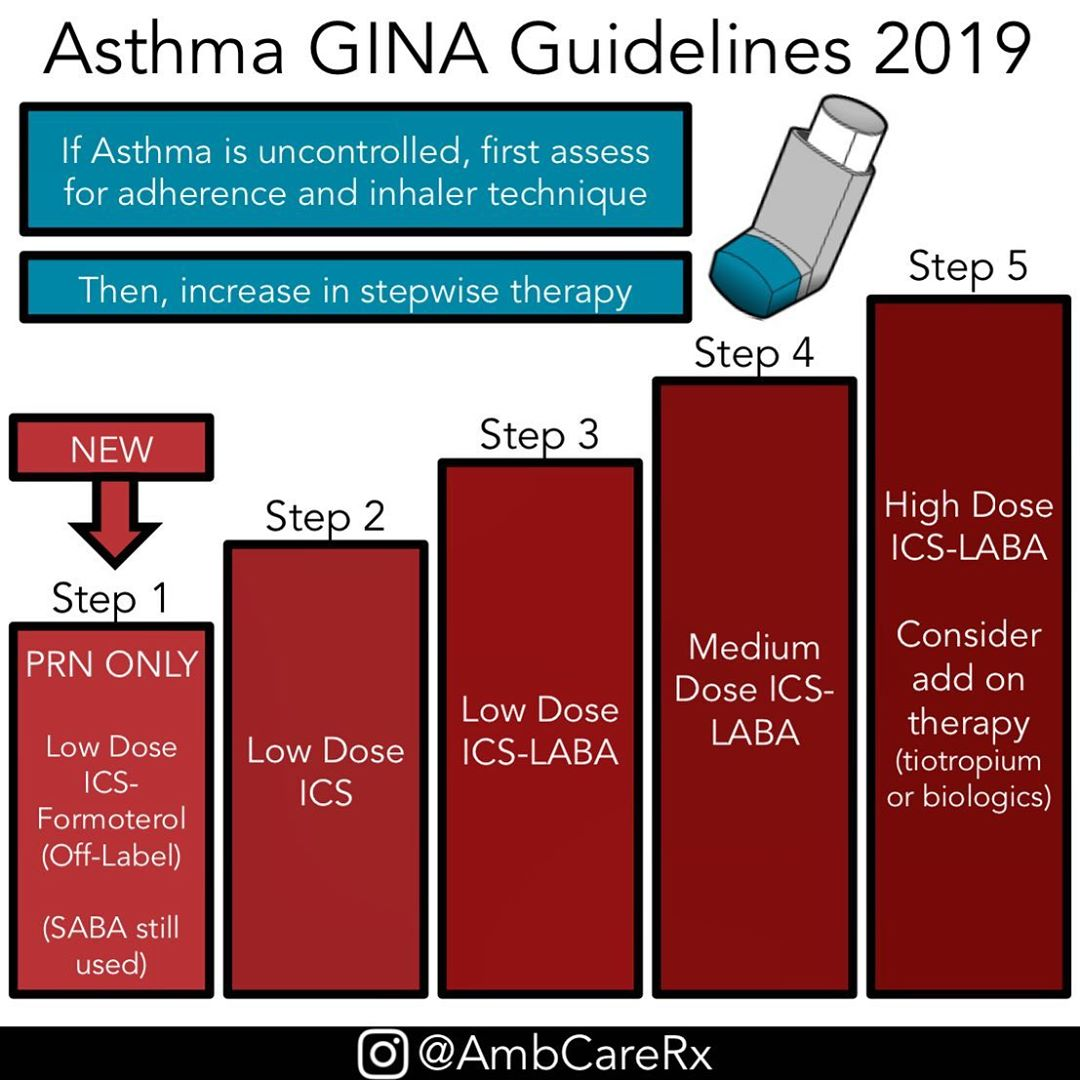 Asthma GINA Guidelines 2019
If Asthma is uncontrolled, first assess
for adherence and inhaler technique
Then, increase in stepwise therapy
NEW
Step 1
PRN ONLY
Low Dose
ICS-
Formoterol
(Off-Label)
(SABA still
used)
Step 2
Low Dose
ICS
Step 3
Low Dose
ICS-LABA
Step 4
Medium
Dose ICS-
LABA
Step 5
High Dose
ICS-LABA
Consider
add on
therapy
(tiotropium
or biologics)
@AmbCareRx